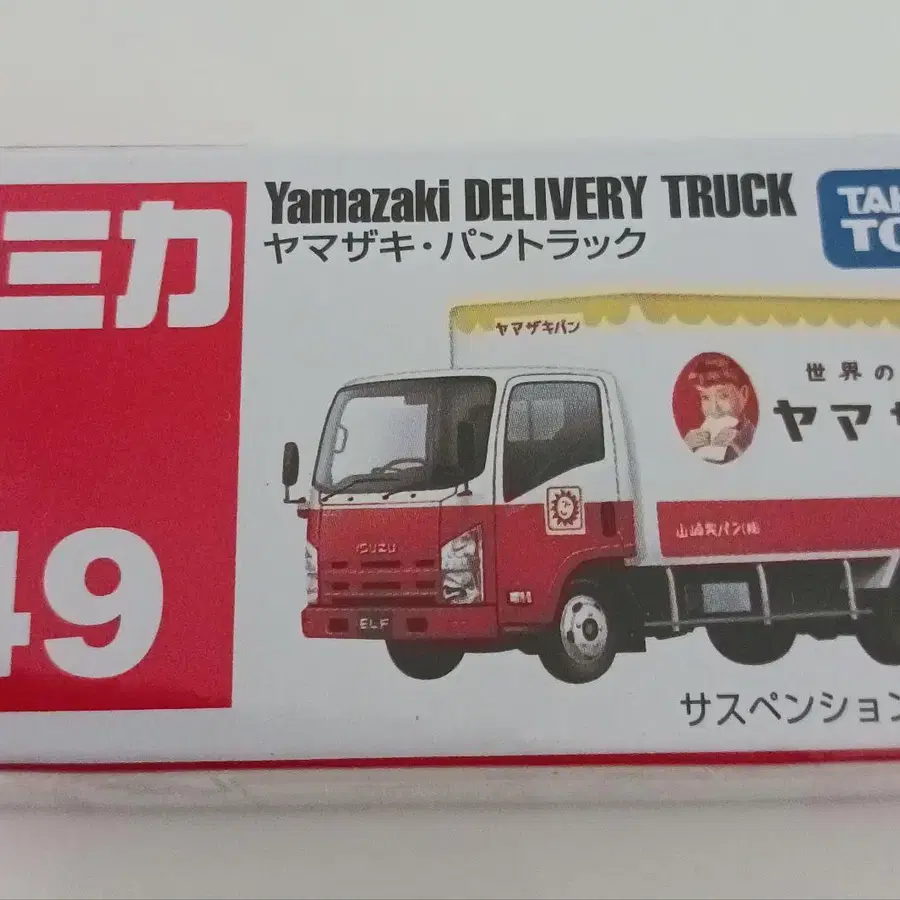 ミカ
49
Yamazaki DELIVERY TRUCK
ヤマザキ・パントラック
TAK
TO
ヤマザキパン
世界の
ヤマザ
山崎製パン(株)
ISUZU
ELF
サスペンション